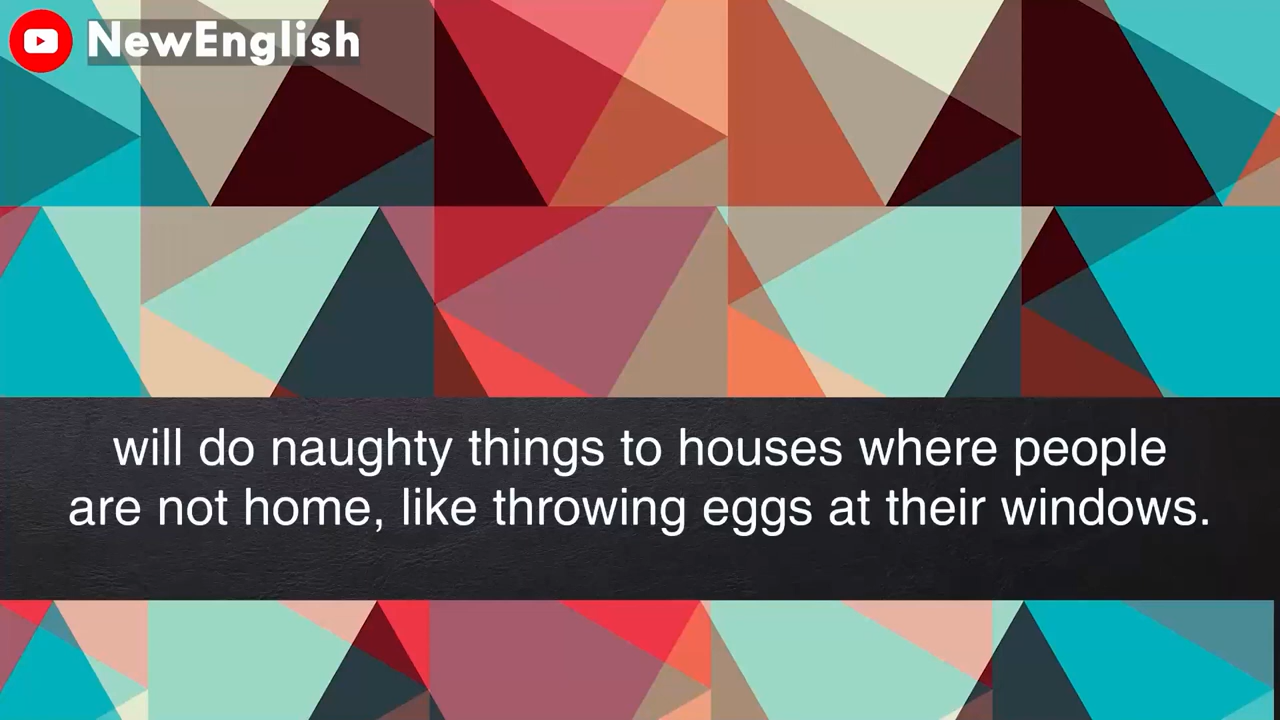 NewEnglish
will do naughty things to houses where people
are not home, like throwing eggs at their windows.